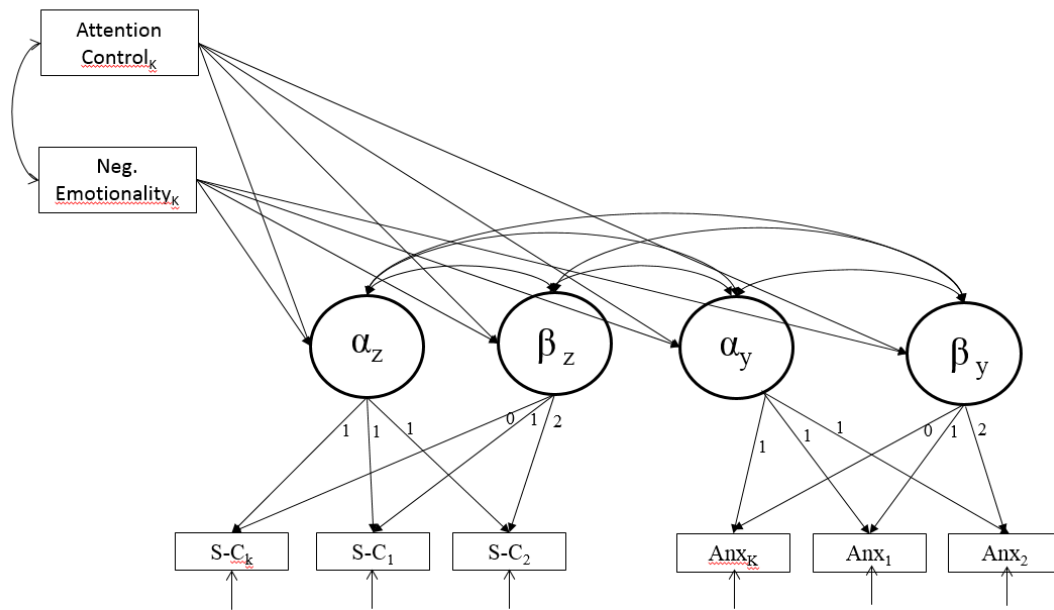 Attention
Control_K
Neg.
Emotionality_K
α_z
β_z
α_y
β_y
1 1 1 0 1 2
1 1 1 0 1 2
S-C_k
S-C_1
S-C_2
Anx_K
Anx_1
Anx_2